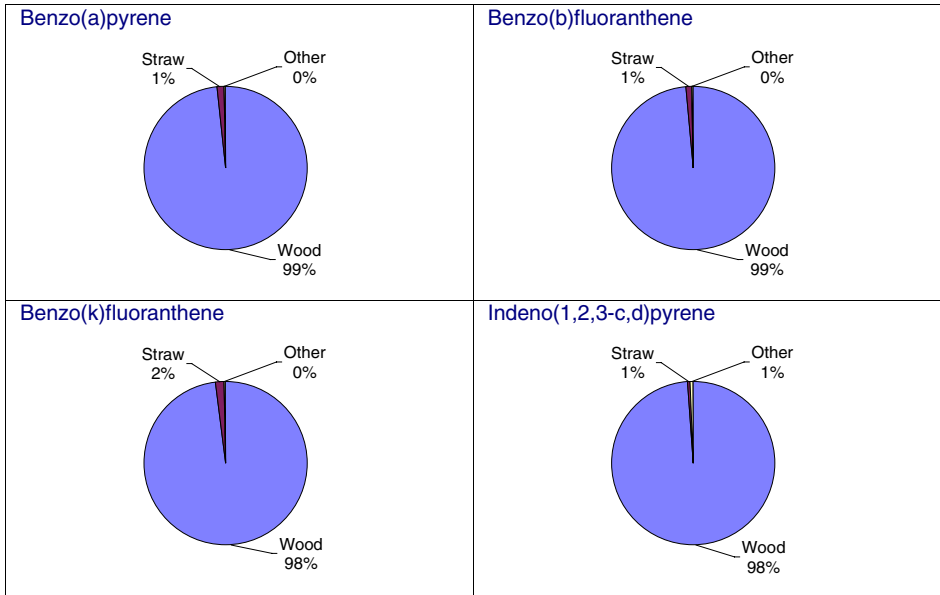 Benzo(a)pyrene
Straw
1%
Other
0%
Wood
99%
Benzo(b)fluoranthene
Straw
1%
Other
0%
Wood
99%
Benzo(k)fluoranthene
Straw
2%
Other
0%
Wood
98%
Indeno(1,2,3-c,d)pyrene
Straw
1%
Other
1%
Wood
98%